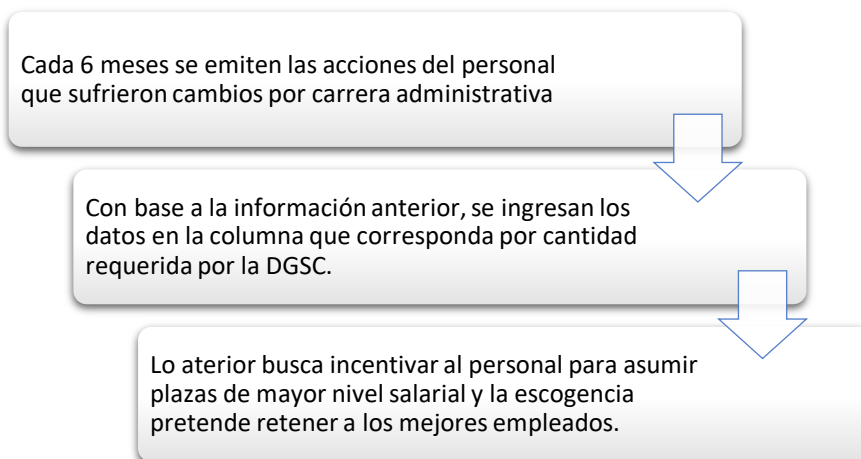 Cada 6 meses se emiten las acciones del personal
que sufrieron cambios por carrera administrativa
Con base a la información anterior, se ingresan los
datos en la columna que corresponda por cantidad
requerida por la DGSC.
Lo aterior busca incentivar al personal para asumir
plazas de mayor nivel salarial y la escogencia
pretende retener a los mejores empleados.